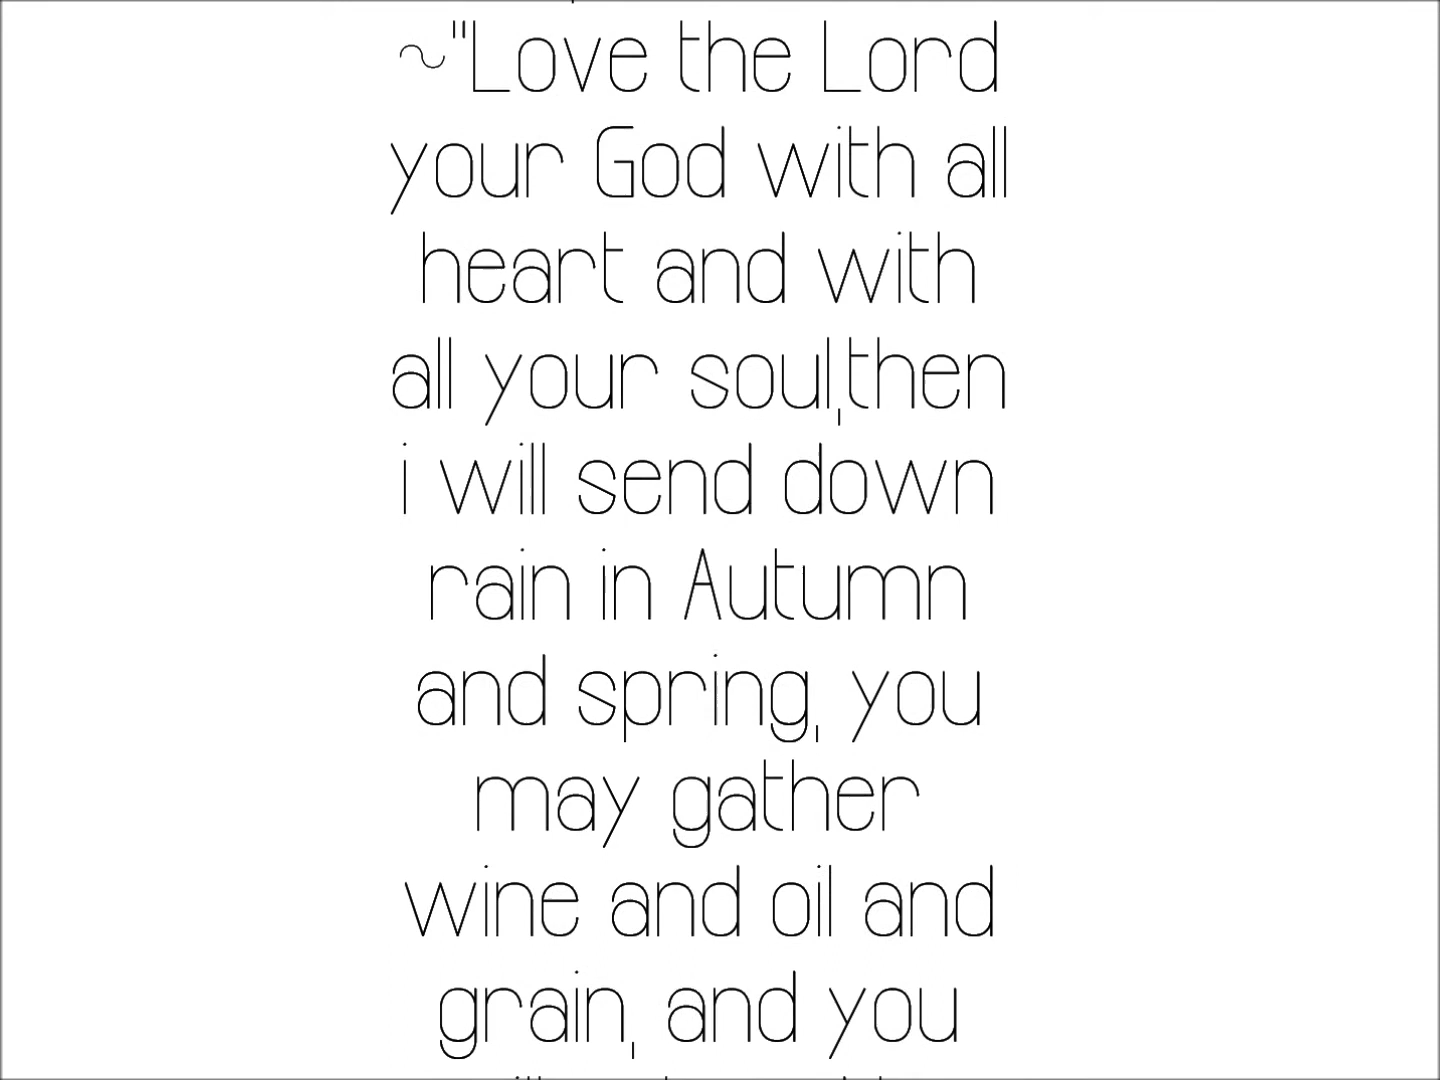 ~"Love the Lord
your God with all
heart and with
all your soul,then
i will send down
rain in Autumn
and spring, you
may gather
wine and oil and
grain, and you